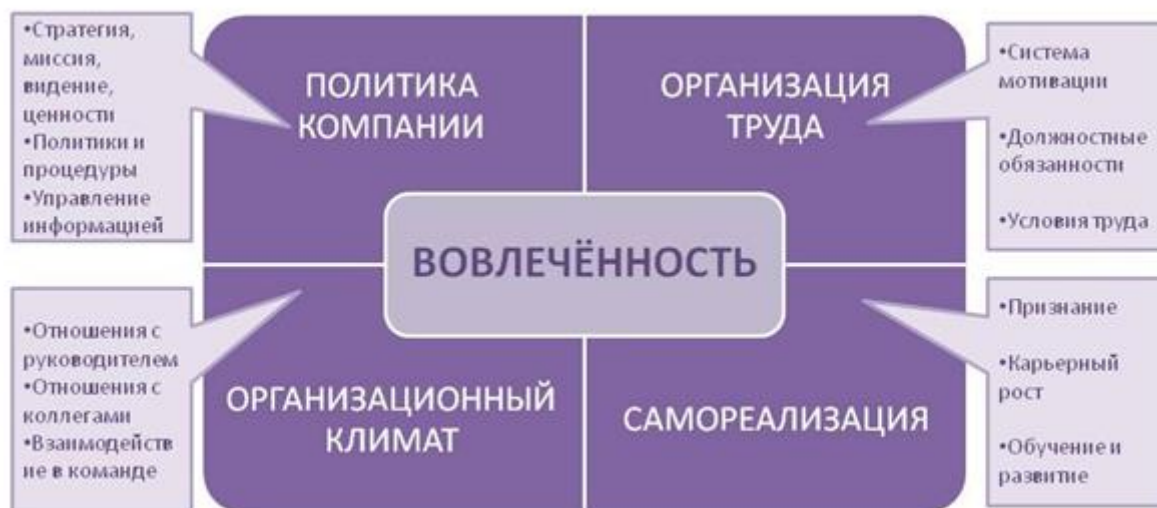 •Стратегия,
миссия,
видение,
ценности
•Политики и
процедуры
•Управление
информацией
ПОЛИТИКА
КОМПАНИИ
ОРГАНИЗАЦИЯ
ТРУДА
•Система
мотивации
•Должностные
обязанности
•Условия труда
ВОВЛЕЧЁННОСТЬ
•Отношения с
руководителем
•Отношения с
коллегами
•Взаимодейств
ие в команде
ОРГАНИЗАЦИОННЫЙ
КЛИМАТ
САМОРЕАЛИЗАЦИЯ
•Признание
•Карьерный
рост
•Обучение и
развитие